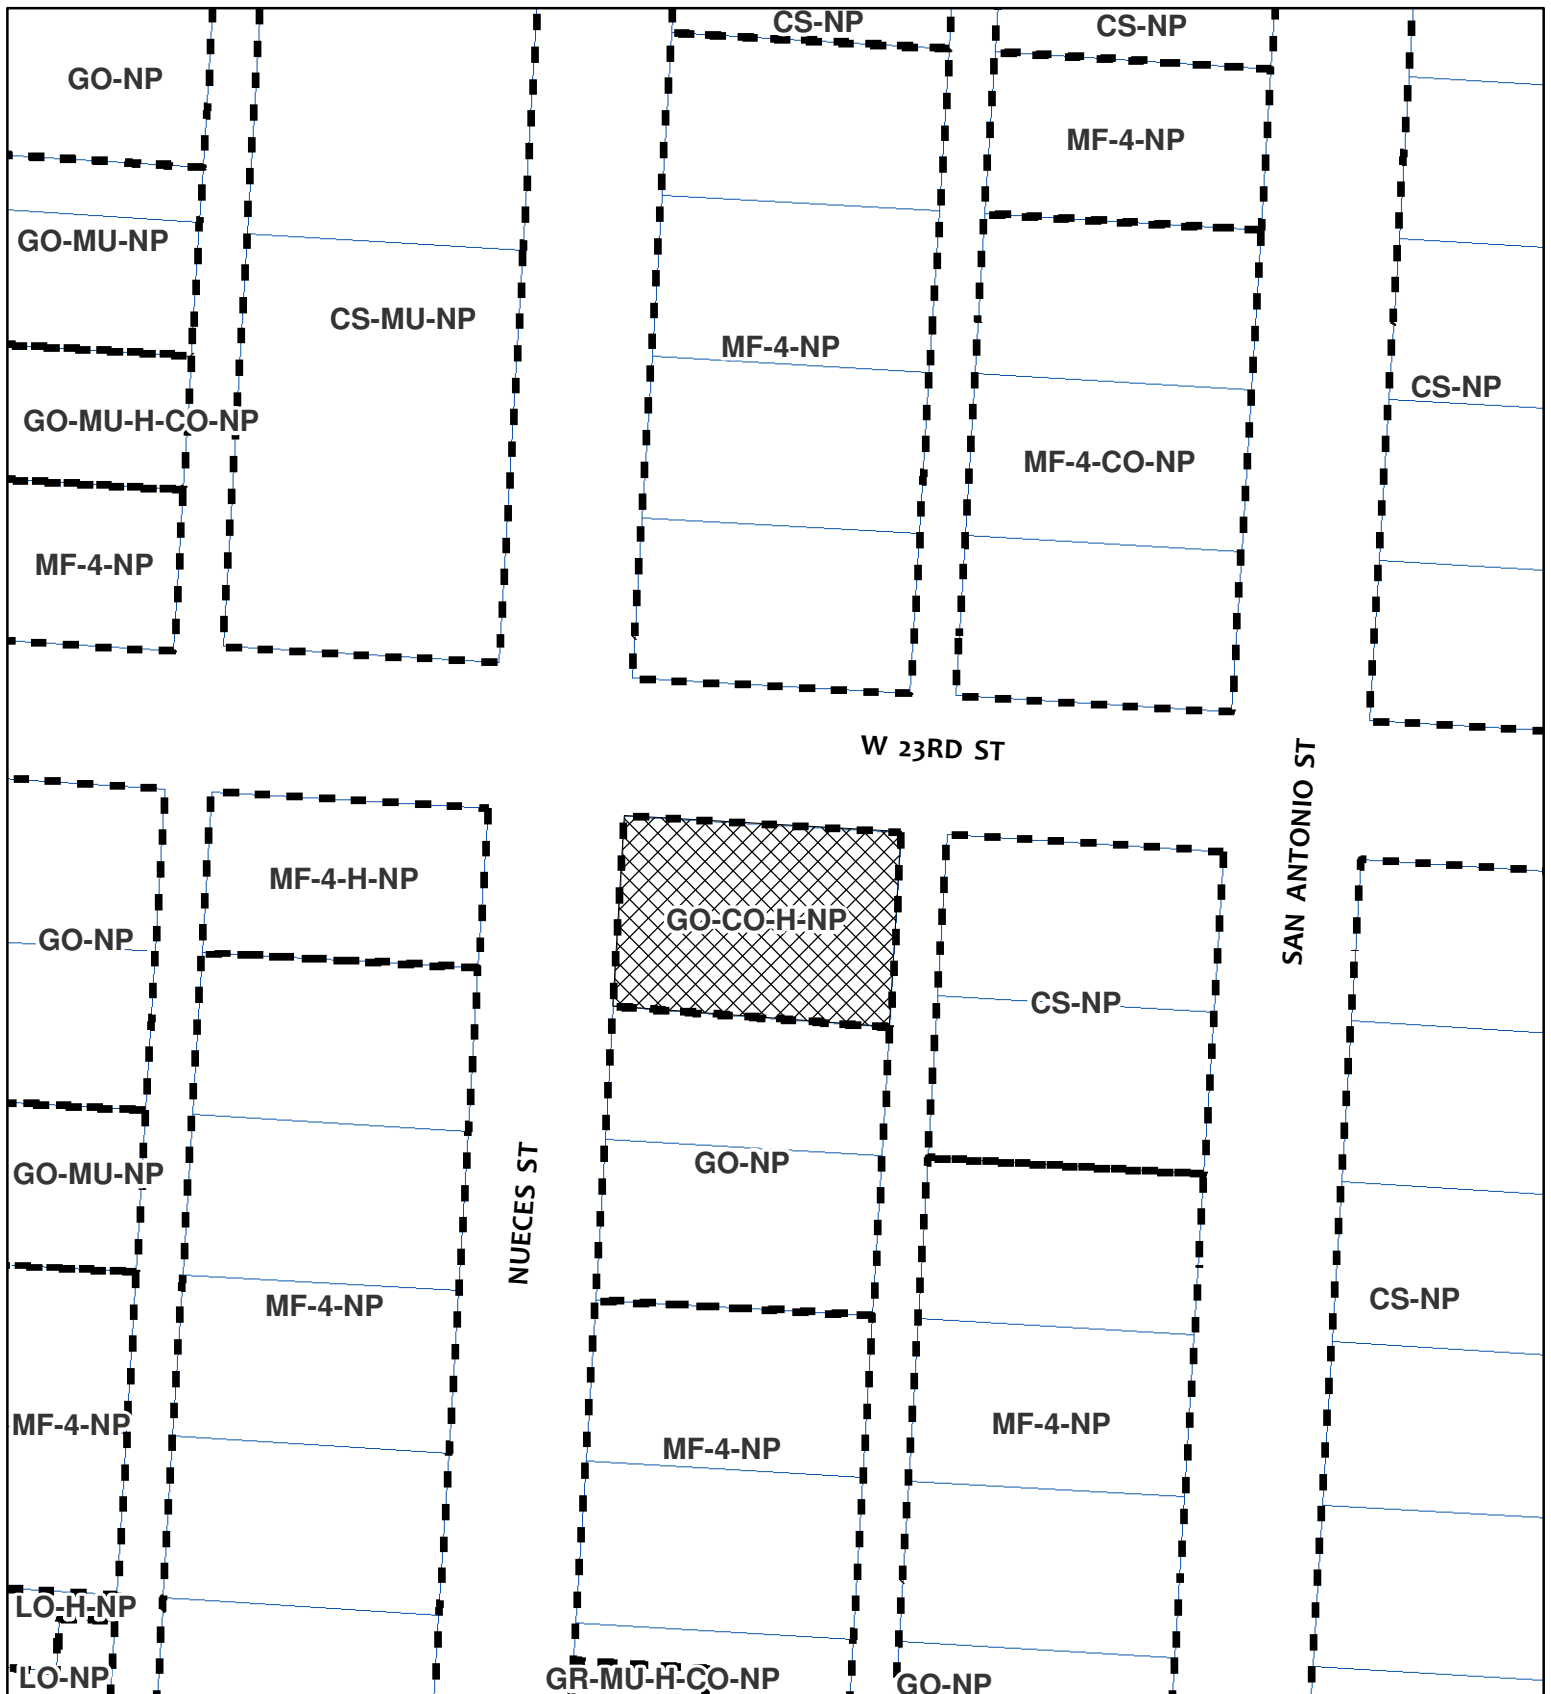 CS-NP
CS-NP
GO-NP
MF-4-NP
GO-MU-NP
CS-MU-NP
MF-4-NP
CS-NP
GO-MU-H-CO-NP
MF-4-CO-NP
MF-4-NP
W 23RD ST
SAN ANTONIO ST
MF-4-H-NP
GO-CO-H-NP
GO-NP
CS-NP
GO-NP
GO-MU-NP
NUECES ST
MF-4-NP
CS-NP
MF-4-NP
MF-4-NP
MF-4-NP
LO-H-NP
LO-NP
GR-MU-H-CO-NP
GO-NP